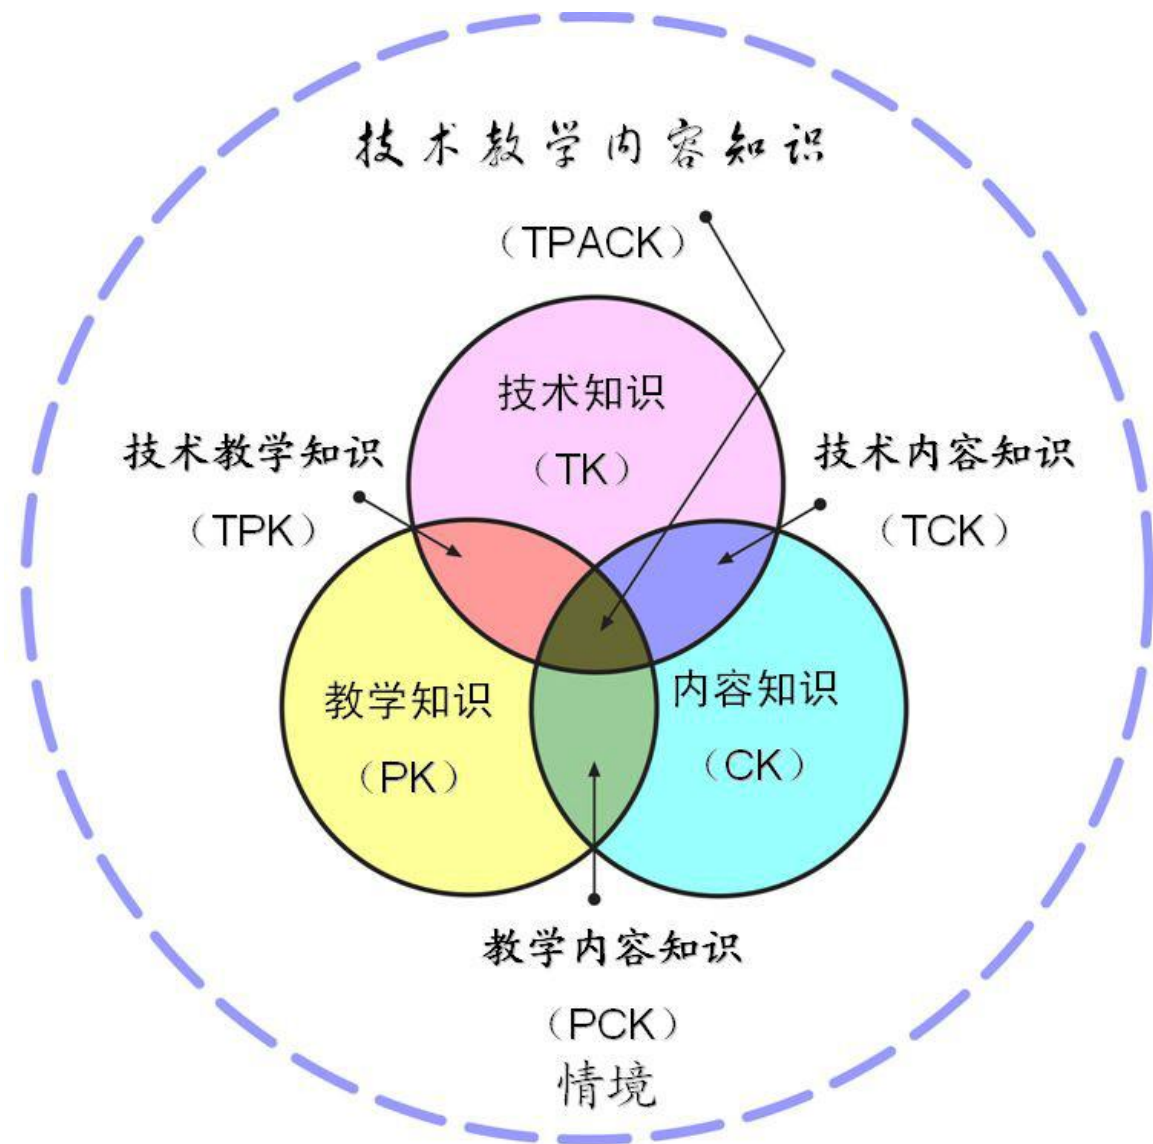 技术教学内容知识
（TPACK）
技术知识
（TK）
技术教学知识
（TPK）
技术内容知识
（TCK）
教学知识
（PK）
内容知识
（CK）
教学内容知识
（PCK）
情境